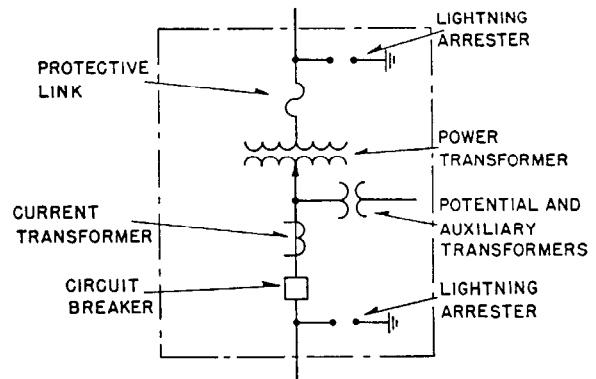 LIGHTNING
ARRESTER
PROTECTIVE
LINK
POWER
TRANSFORMER
POTENTIAL AND
AUXILIARY
TRANSFORMERS
CURRENT
TRANSFORMER
CIRCUIT
BREAKER
LIGHTNING
ARRESTER